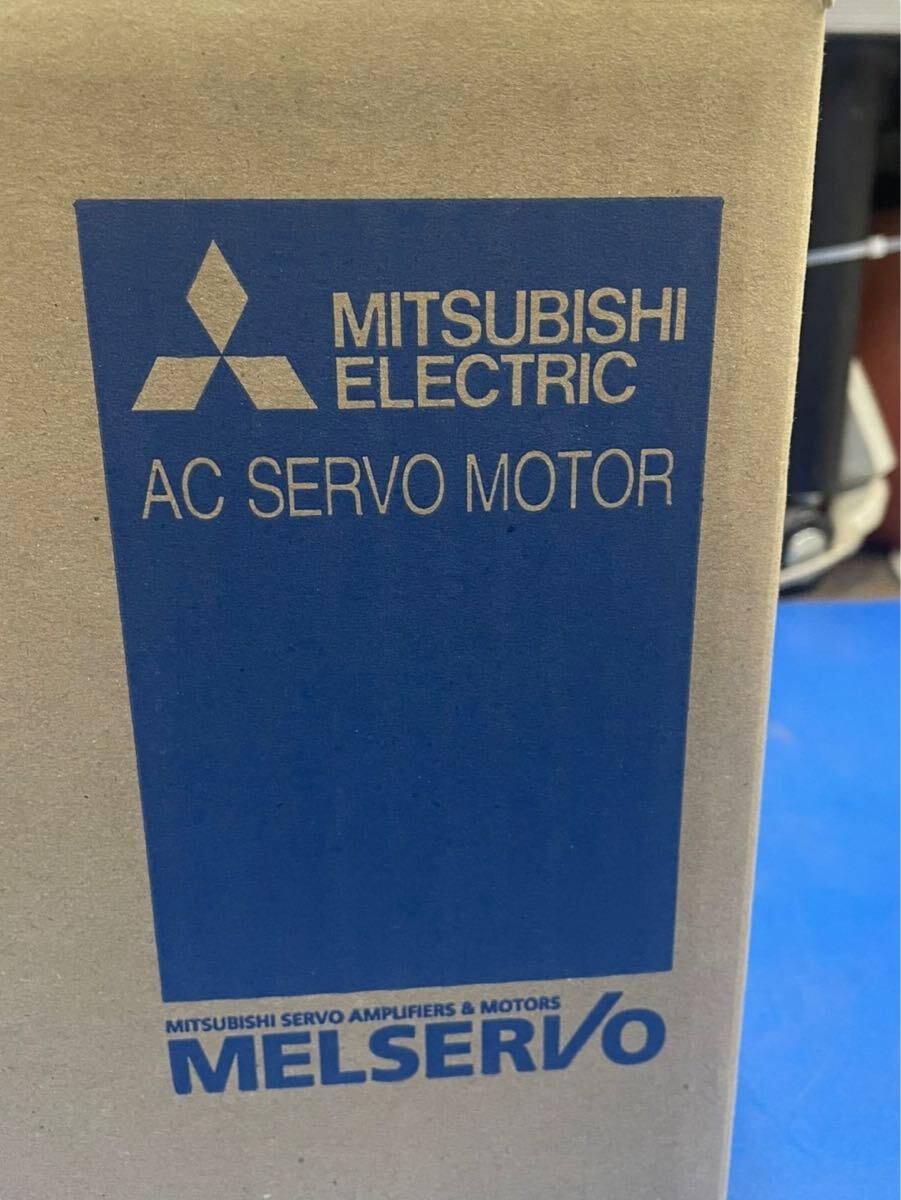 MITSUBISHI
ELECTRIC
AC SERVO MOTOR
MITSUBISHI SERVO AMPLIFIERS & MOTORS
MELSERVO